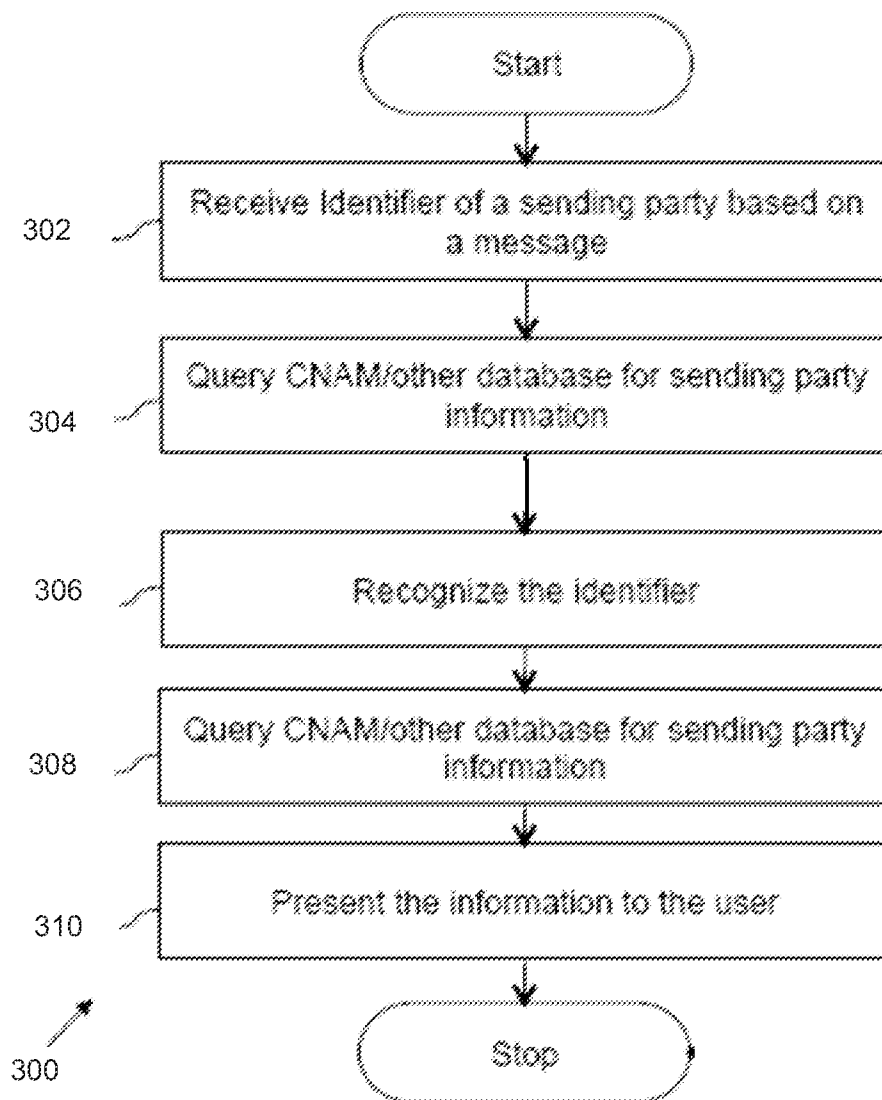 Start
302
Receive Identifier of a sending party based on
a message
304
Query CNAM/other database for sending party
information
306
Recognize the identifier
308
Query CNAM/other database for sending party
information
310
Present the information to the user
300
Stop